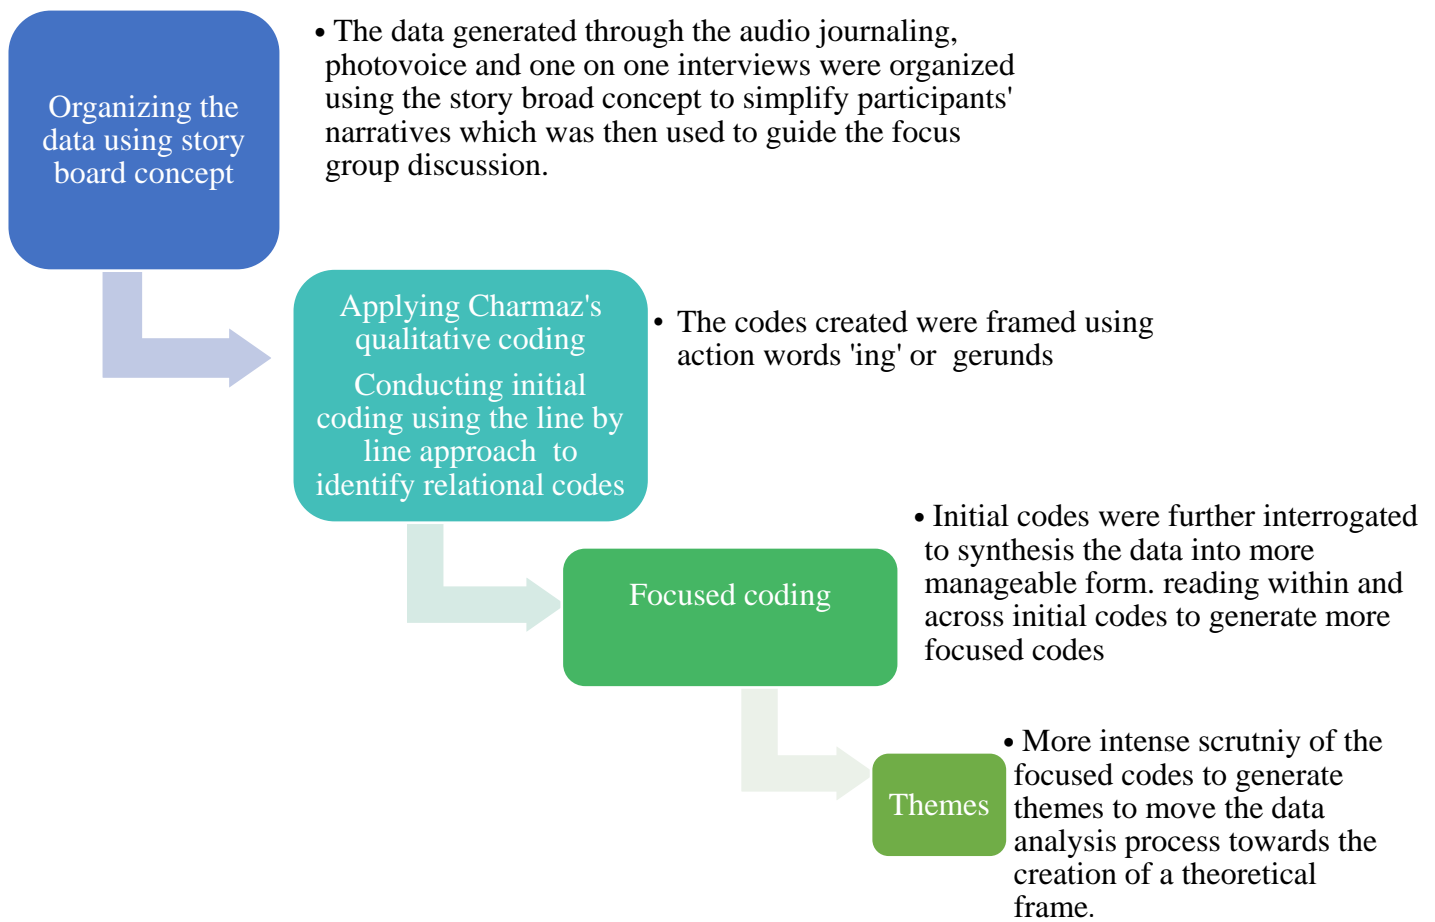 Organizing the
data using story
board concept
• The data generated through the audio journaling,
photovoice and one on one interviews were organized
using the story broad concept to simplify participants'
narratives which was then used to guide the focus
group discussion.
Applying Charmaz's
qualitative coding
Conducting initial
coding using the line by
line approach to
identify relational codes
• The codes created were framed using
action words 'ing' or gerunds
Focused coding
• Initial codes were further interrogated
to synthesis the data into more
manageable form. reading within and
across initial codes to generate more
focused codes
Themes
• More intense scrutniy of the
focused codes to generate
themes to move the data
analysis process towards the
creation of a theoretical
frame.